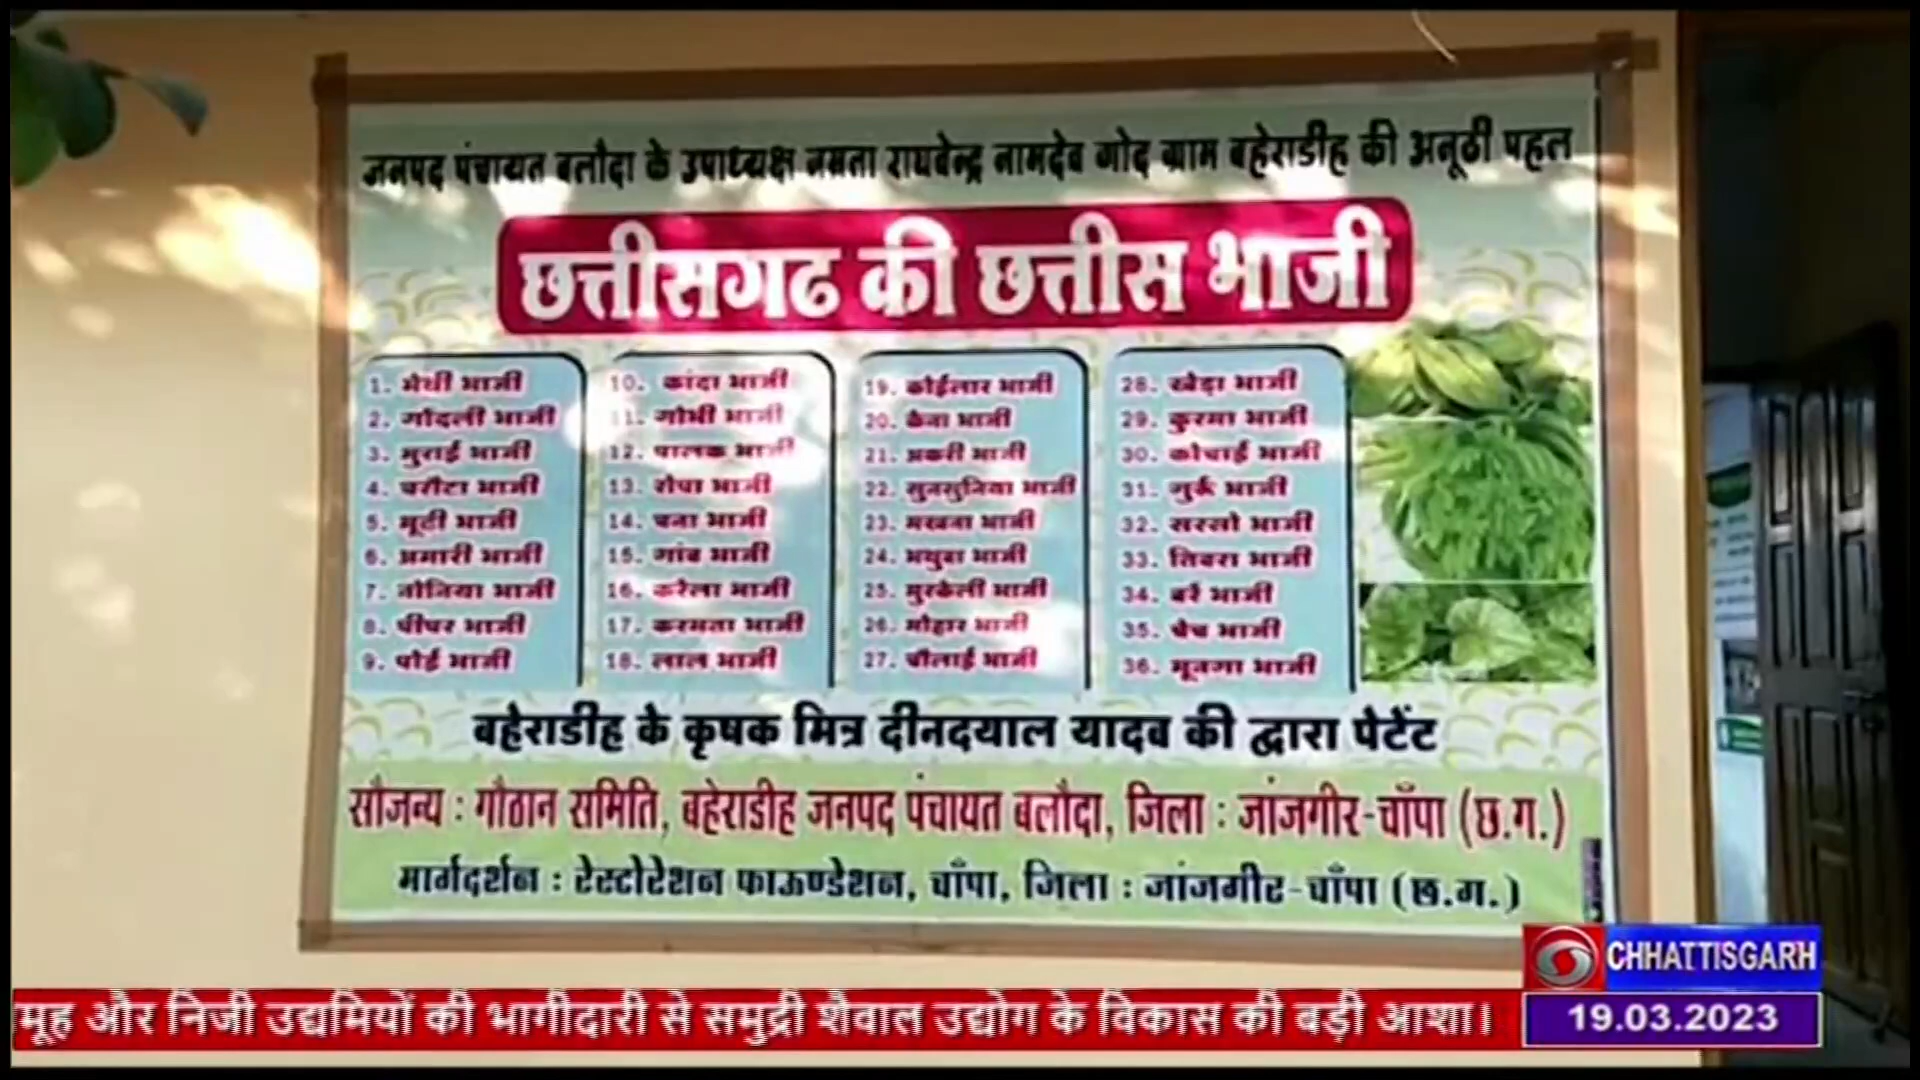 जनपद पंचायत बलौदा के उपाध्यक्ष नम्रता राघवेन्द्र नामदेव गोद ग्राम बहेराडीह की अनूठी पहल
छत्तीसगढ की छत्तीस भाजी
1. मेथी भाजी
2. गोंदली भाजी
3. मुराई भाजी
4. चरौटा भाजी
5. बूटी भाजी
6. अमारी भाजी
7. नोनिया भाजी
8. पीपर भाजी
9. पोई भाजी
10. कांदा भाजी
11. गोभी भाजी
12. पालक भाजी
13. रोपा भाजी
14. चना भाजी
15. गांब भाजी
16. करेला भाजी
17. करमता भाजी
18. लाल भाजी
19. कोईलार भाजी
20. केना भाजी
21. अकरी भाजी
22. सुनसुनिया भाजी
23. मखना भाजी
24. भथुवा भाजी
25. मुरकेली भाजी
26. मोहार भाजी
27. चौलाई भाजी
28. खेड़ा भाजी
29. कुरमा भाजी
30. कोचाई भाजी
31. गुर्रु भाजी
32. सरसो भाजी
33. तिवरा भाजी
34. बर्रे भाजी
35. चेच भाजी
36. मूनगा भाजी
बहेराडीह के कृषक मित्र दीनदयाल यादव की द्वारा पेटेंट
सौजन्य : गौठान समिति, बहेराडीह जनपद पंचायत बलौदा, जिला : जांजगीर-चाँपा (छ.ग.)
मार्गदर्शन : रेस्टोरेशन फाऊण्डेशन, चाँपा, जिला : जांजगीर-चाँपा (छ.ग.)
CHHATTISGARH
मूह और निजी उद्यमियों की भागीदारी से समुद्री शैवाल उद्योग के विकास की बड़ी आशा।
19.03.2023